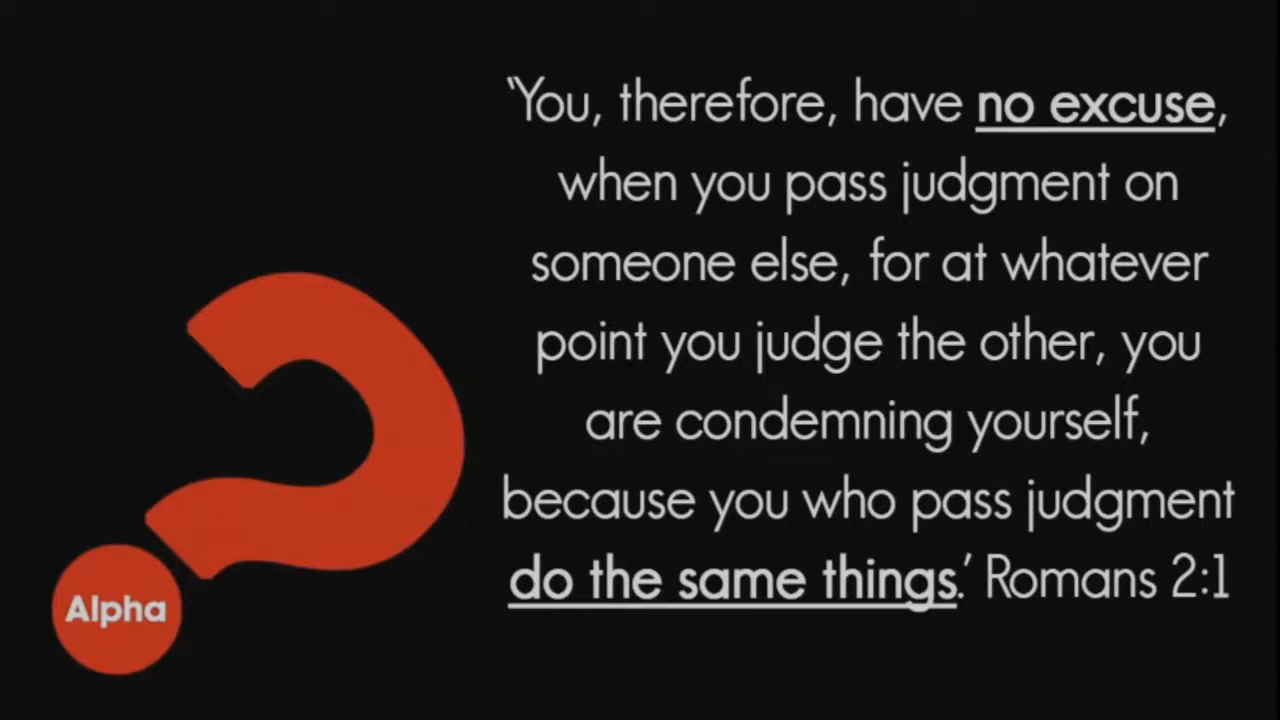 ‘You, therefore, have no excuse,
when you pass judgment on
someone else, for at whatever
point you judge the other, you
are condemning yourself,
because you who pass judgment
do the same things.’ Romans 2:1
Alpha